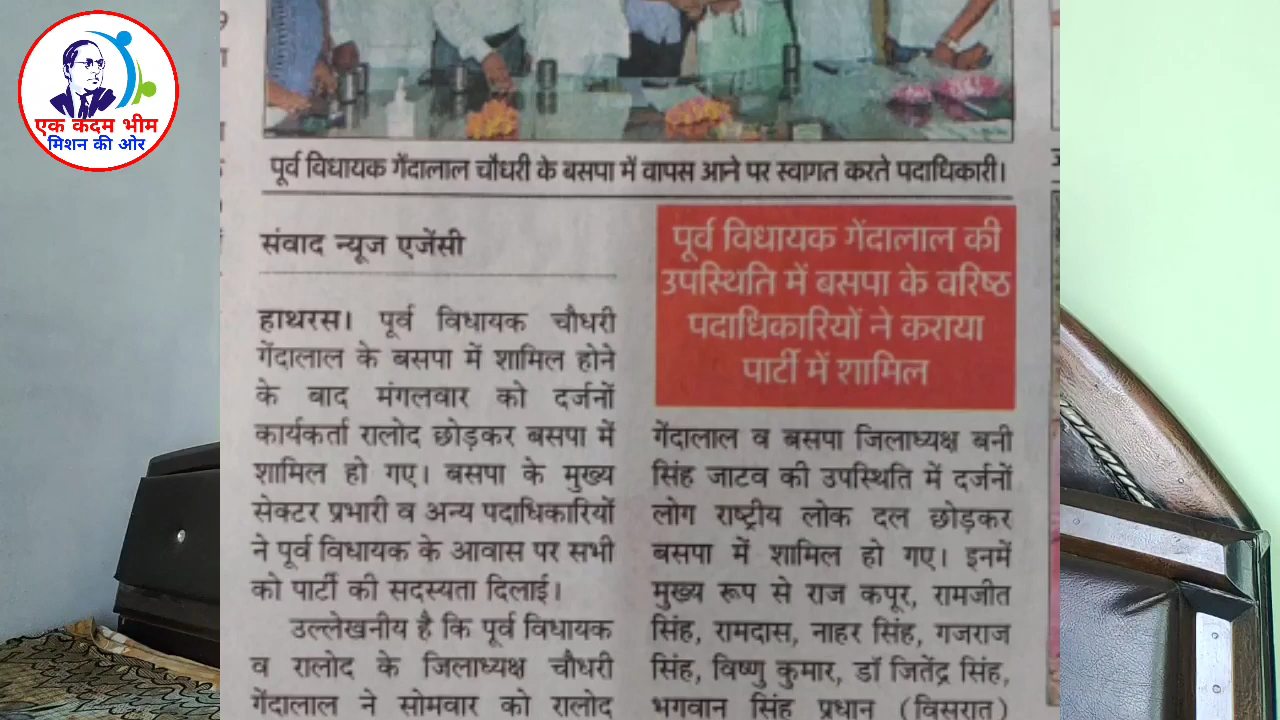 एक कदम भीम
मिशन की ओर
पूर्व विधायक गेंदालाल चौधरी के बसपा में वापस आने पर स्वागत करते पदाधिकारी।
संवाद न्यूज एजेंसी
हाथरस। पूर्व विधायक चौधरी
गेंदालाल के बसपा में शामिल होने
के बाद मंगलवार को दर्जनों
कार्यकर्ता रालोद छोड़कर बसपा में
शामिल हो गए। बसपा के मुख्य
सेक्टर प्रभारी व अन्य पदाधिकारियों
ने पूर्व विधायक के आवास पर सभी
को पार्टी की सदस्यता दिलाई।
उल्लेखनीय है कि पूर्व विधायक
व रालोद के जिलाध्यक्ष चौधरी
गेंदालाल ने सोमवार को रालोद
पूर्व विधायक गेंदालाल की
उपस्थिति में बसपा के वरिष्ठ
पदाधिकारियों ने कराया
पार्टी में शामिल
गेंदालाल व बसपा जिलाध्यक्ष बनी
सिंह जाटव की उपस्थिति में दर्जनों
लोग राष्ट्रीय लोक दल छोड़कर
बसपा में शामिल हो गए। इनमें
मुख्य रूप से राज कपूर, रामजीत
सिंह, रामदास, नाहर सिंह, गजराज
सिंह, विष्णु कुमार, डॉ जितेंद्र सिंह,
भगवान सिंह प्रधान (विसरात)